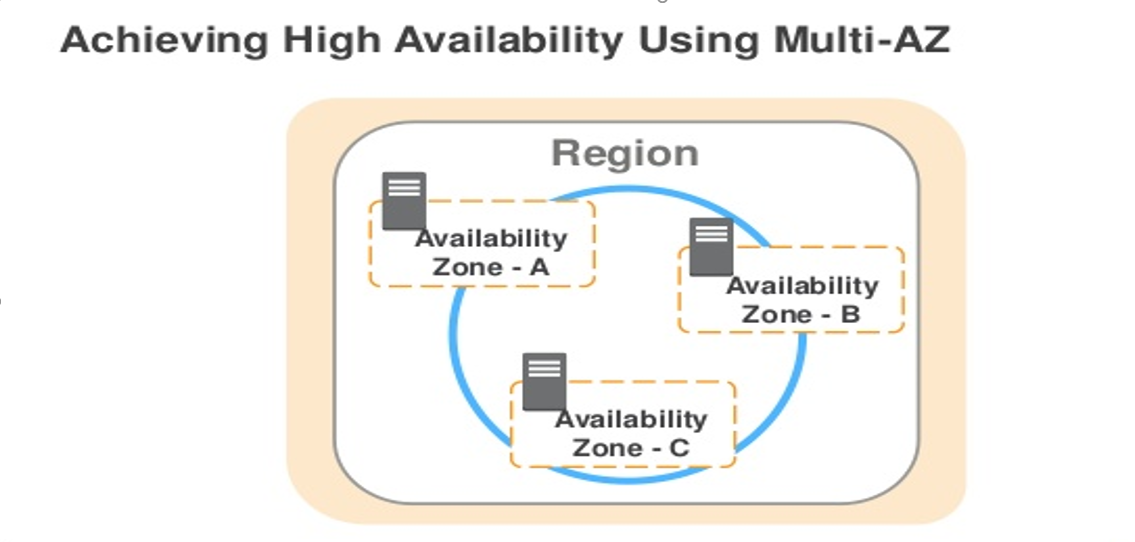 Achieving High Availability Using Multi-AZ
Region
Availability
Zone - A
Availability
Zone - B
Availability
Zone - C